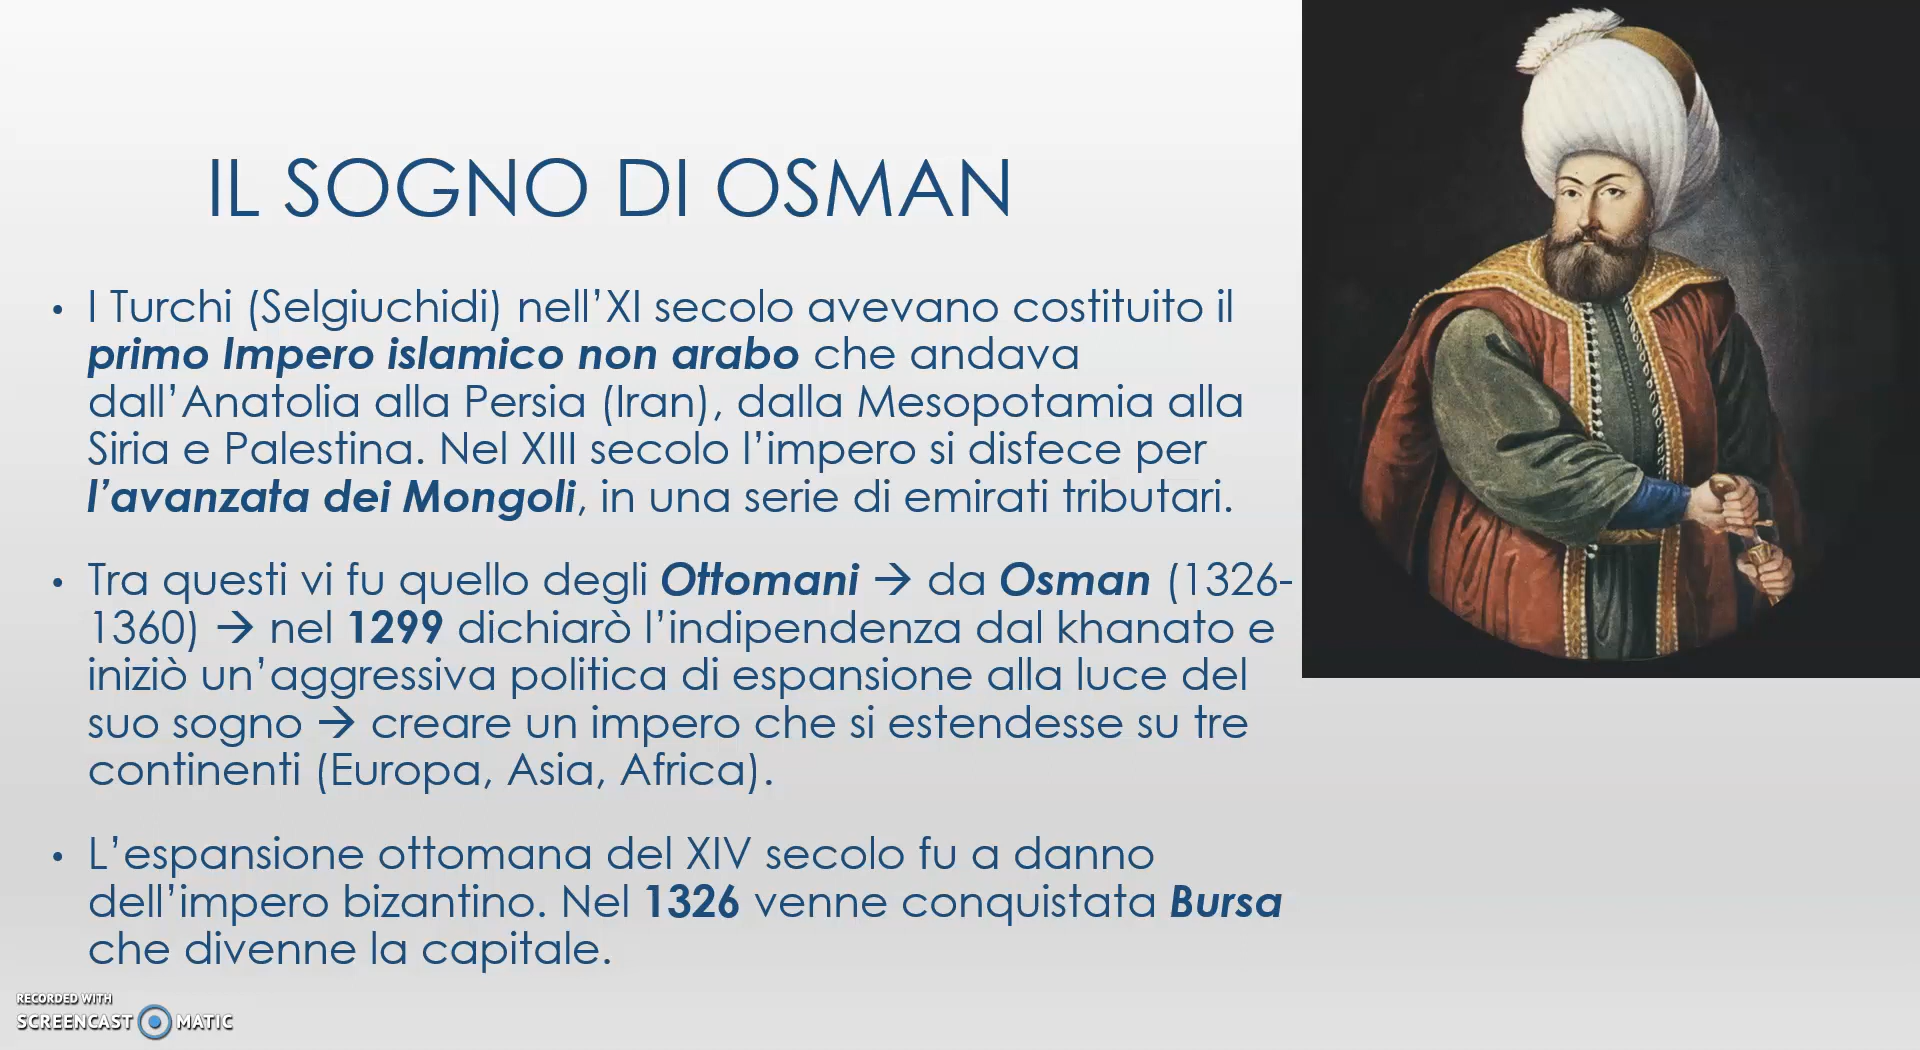 IL SOGNO DI OSMAN
• I Turchi (Selgiuchidi) nell’XI secolo avevano costituito il
primo Impero islamico non arabo che andava
dall’Anatolia alla Persia (Iran), dalla Mesopotamia alla
Siria e Palestina. Nel XIII secolo l’impero si disfece per
l’avanzata dei Mongoli, in una serie di emirati tributari.
• Tra questi vi fu quello degli Ottomani → da Osman (1326-
1360) → nel 1299 dichiarò l’indipendenza dal khanato e
iniziò un’aggressiva politica di espansione alla luce del
suo sogno → creare un impero che si estendesse su tre
continenti (Europa, Asia, Africa).
• L’espansione ottomana del XIV secolo fu a danno
dell’impero bizantino. Nel 1326 venne conquistata Bursa
che divenne la capitale.
RECORDED WITH
SCREENCAST MATIC